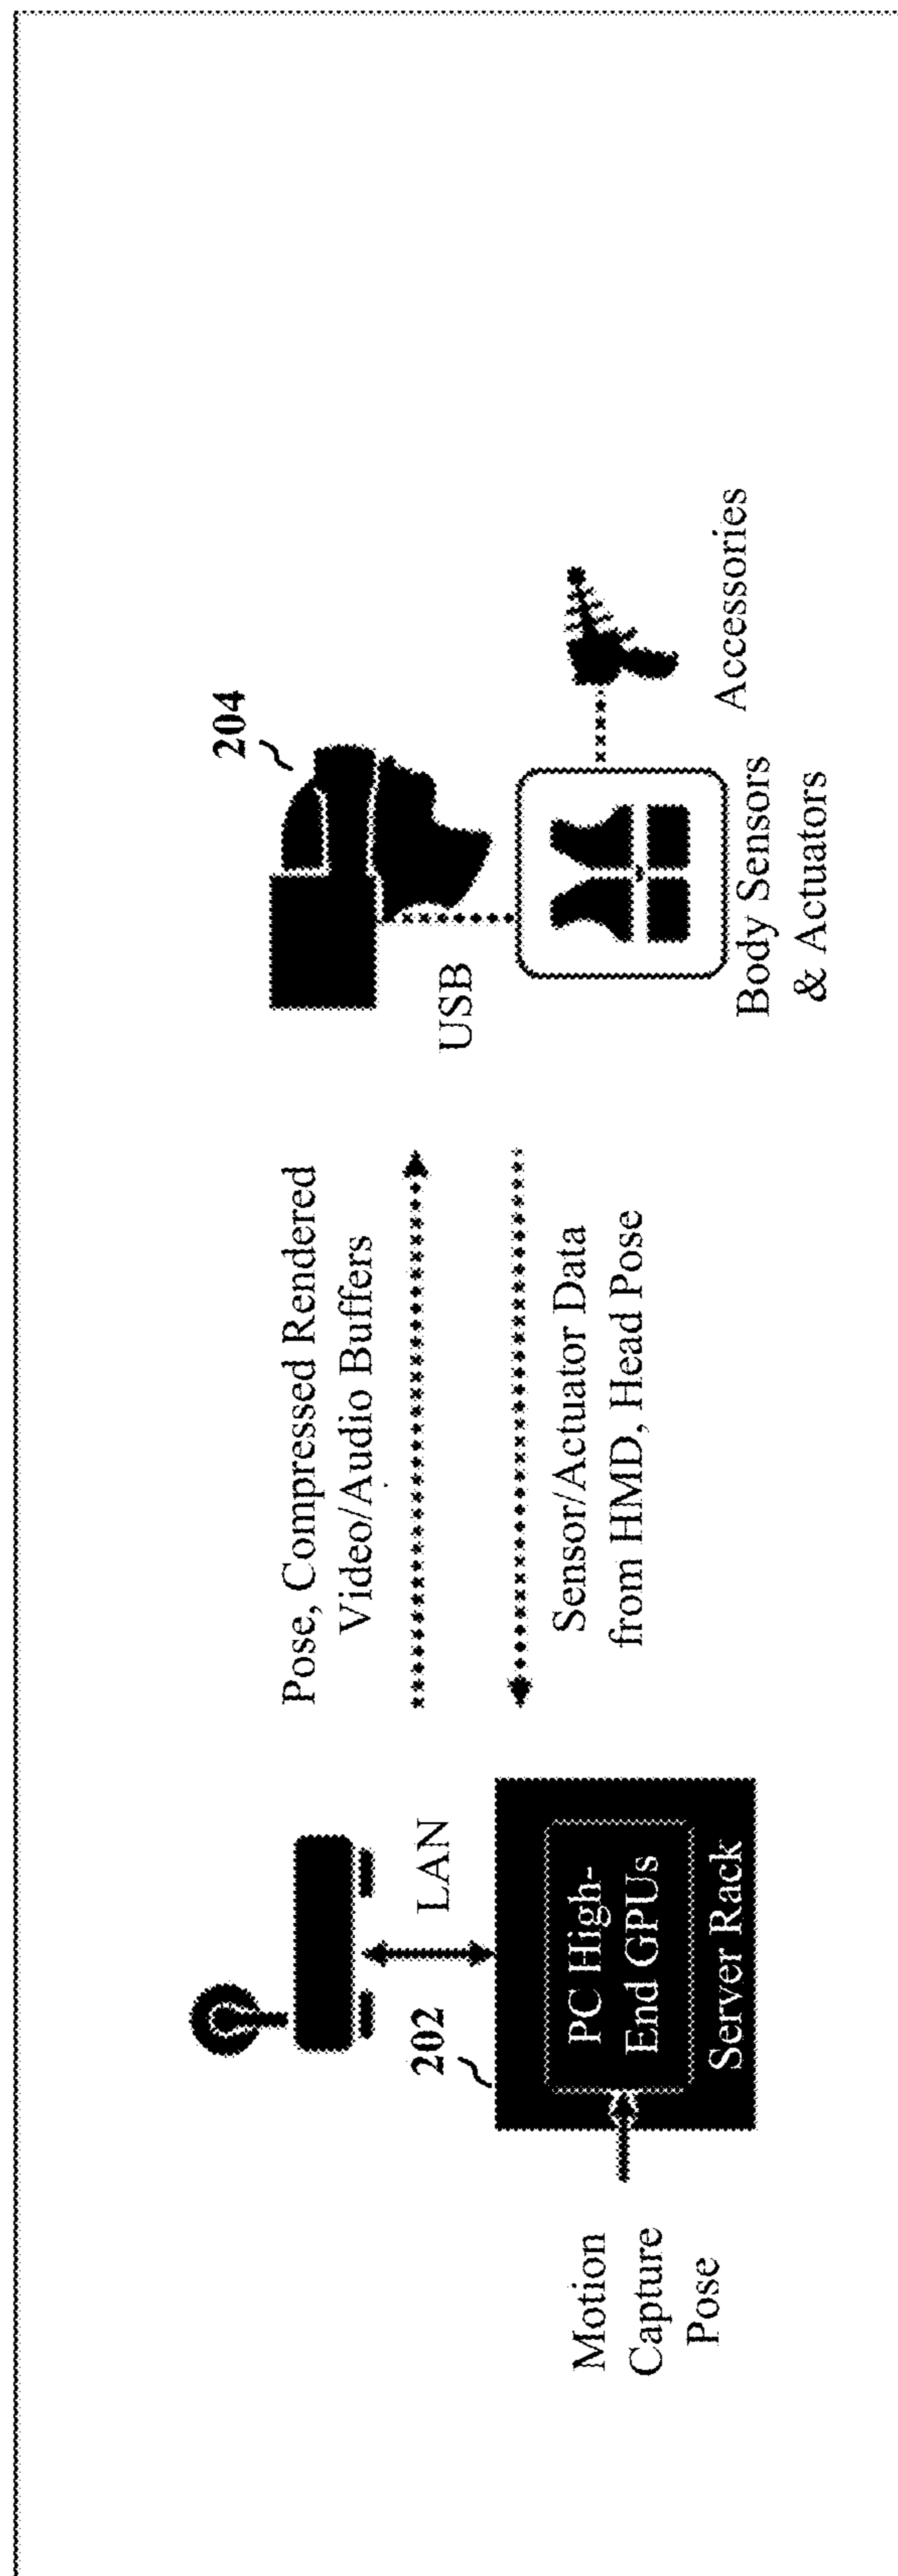 Motion
Capture
Pose
202
LAN
PC High-
End GPUs
Server Rack
Pose, Compressed Rendered
Video/Audio Buffers
Sensor/Actuator Data
from HMD, Head Pose
204
USB
Body Sensors
& Actuators
Accessories